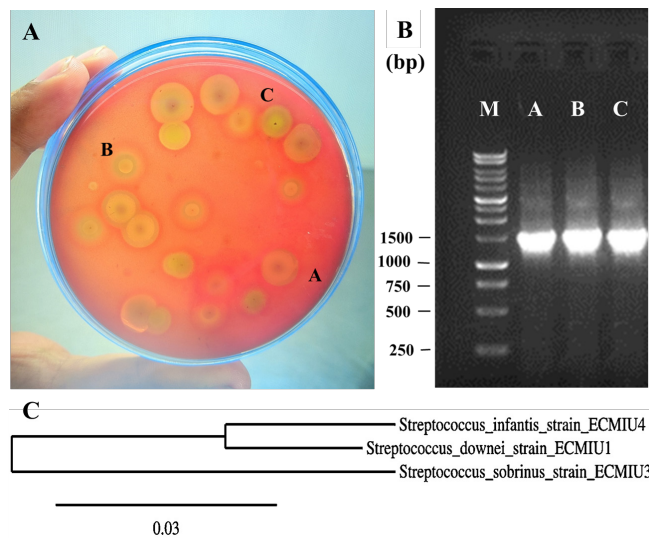 A
C
B
A
B
(bp)
M A B C
1500
1000
750
500
250
C
Streptococcus_infantis_strain_ECMIU4
Streptococcus_downei_strain_ECMIU1
Streptococcus_sobrinus_strain_ECMIU3
0.03